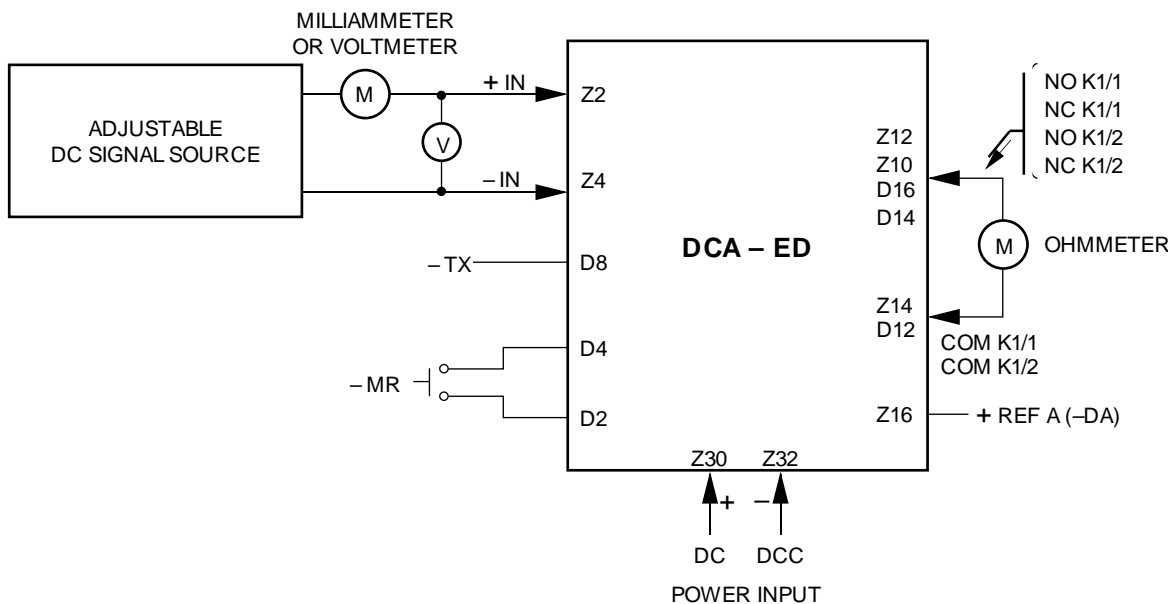 MILLIAMMETER
OR VOLTMETER
ADJUSTABLE
DC SIGNAL SOURCE
M
+ IN
V
– IN
Z2
Z4
– TX
D8
D4
– MR
D2
DCA – ED
Z12
Z10
D16
D14
Z14
D12
Z16
NO K1/1
NC K1/1
NO K1/2
NC K1/2
M
OHMMETER
COM K1/1
COM K1/2
+ REF A (–DA)
Z30
Z32
+
–
DC
DCC
POWER INPUT